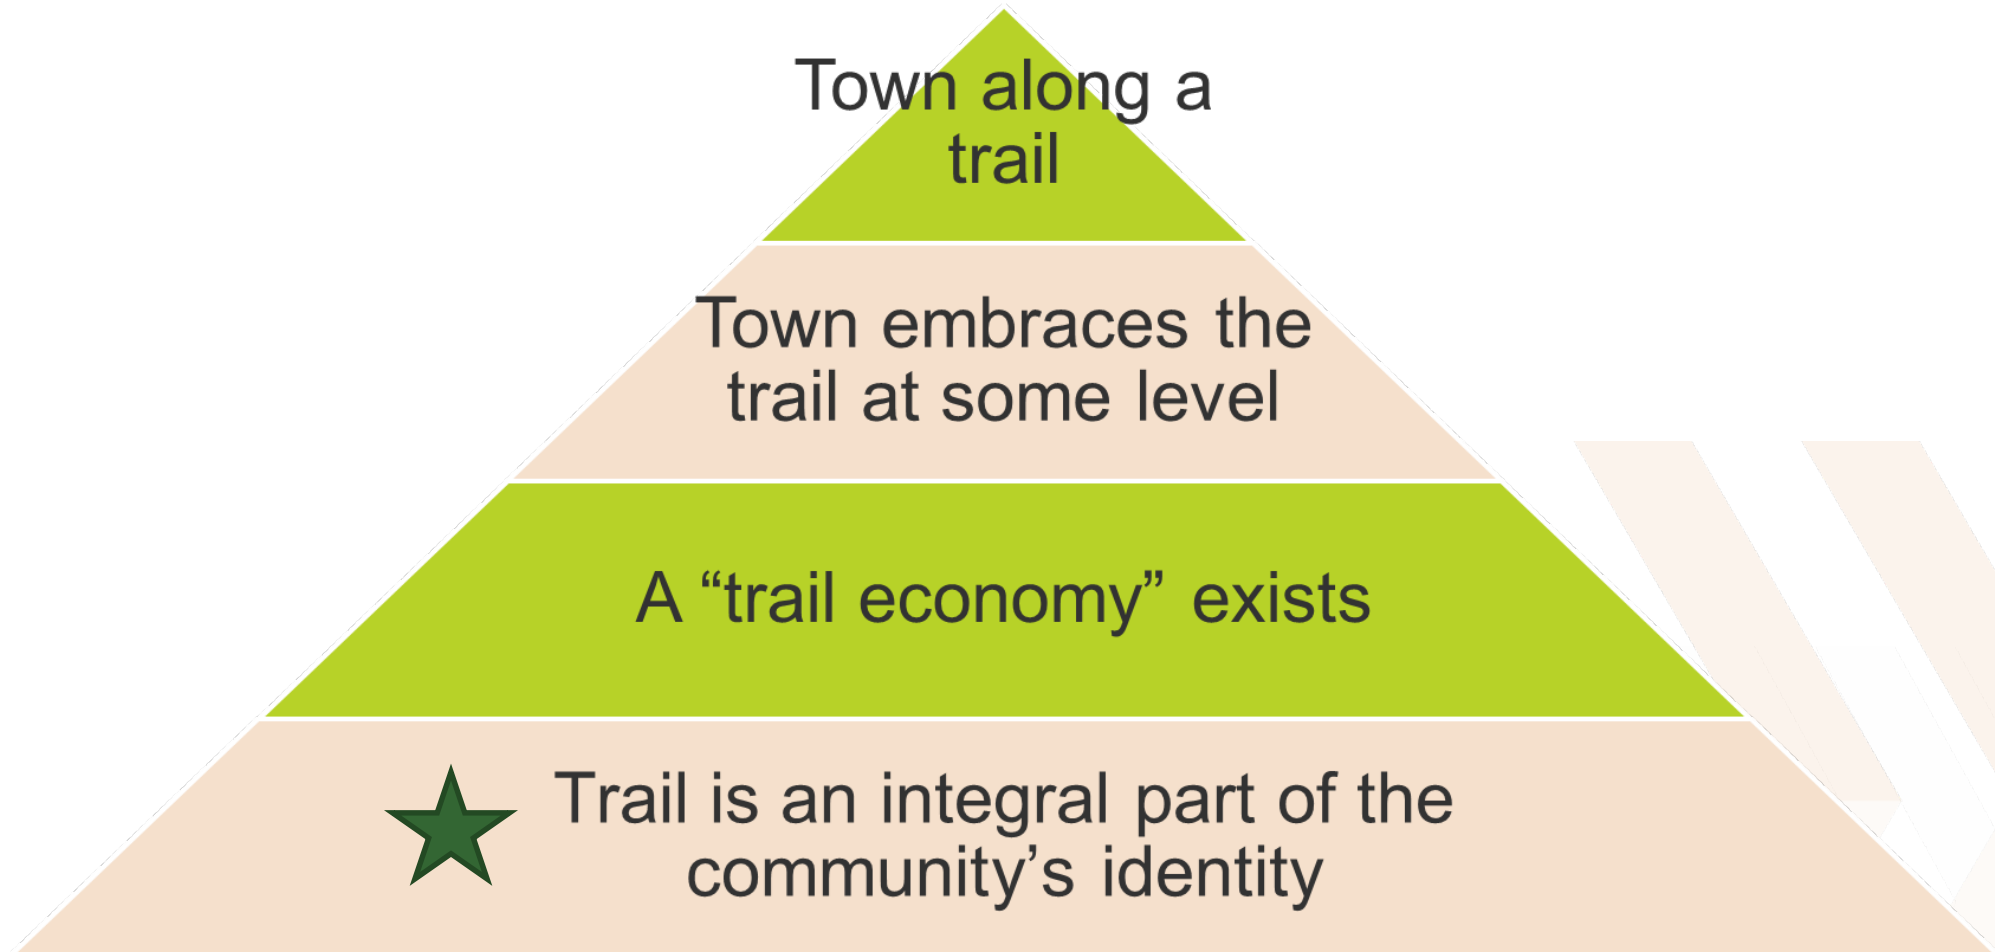 Town along a
trail
Town embraces the
trail at some level
A “trail economy” exists
Trail is an integral part of the
community’s identity